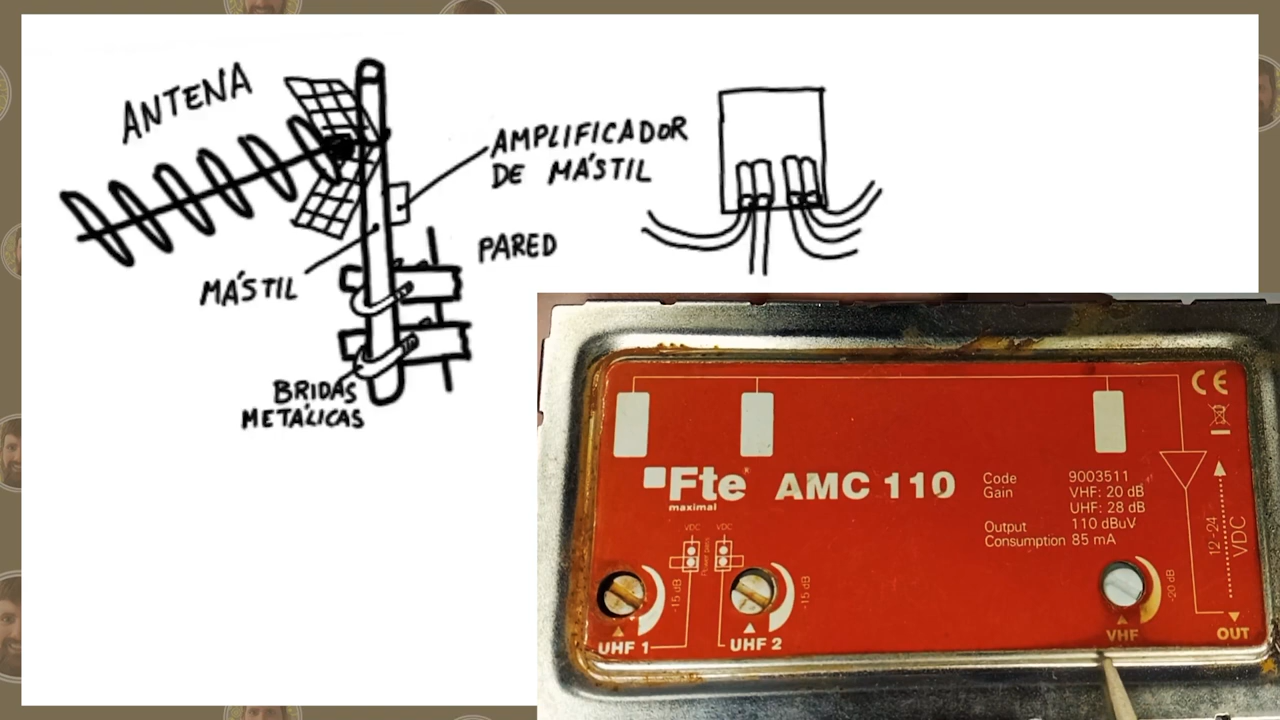 ANTENA
AMPLIFICADOR
DE MÁSTIL
PARED
MÁSTIL
BRIDAS
METÁLICAS
CE
Fte
maximal
AMC 110
Code 9003511
Gain VHF: 20 dB
UHF: 28 dB
Output 110 dBuV
Consumption 85 mA
12-24
VDC
VDC
VDC
-15 dB
-15 dB
-20 dB
UHF 1
UHF 2
VHF
OUT